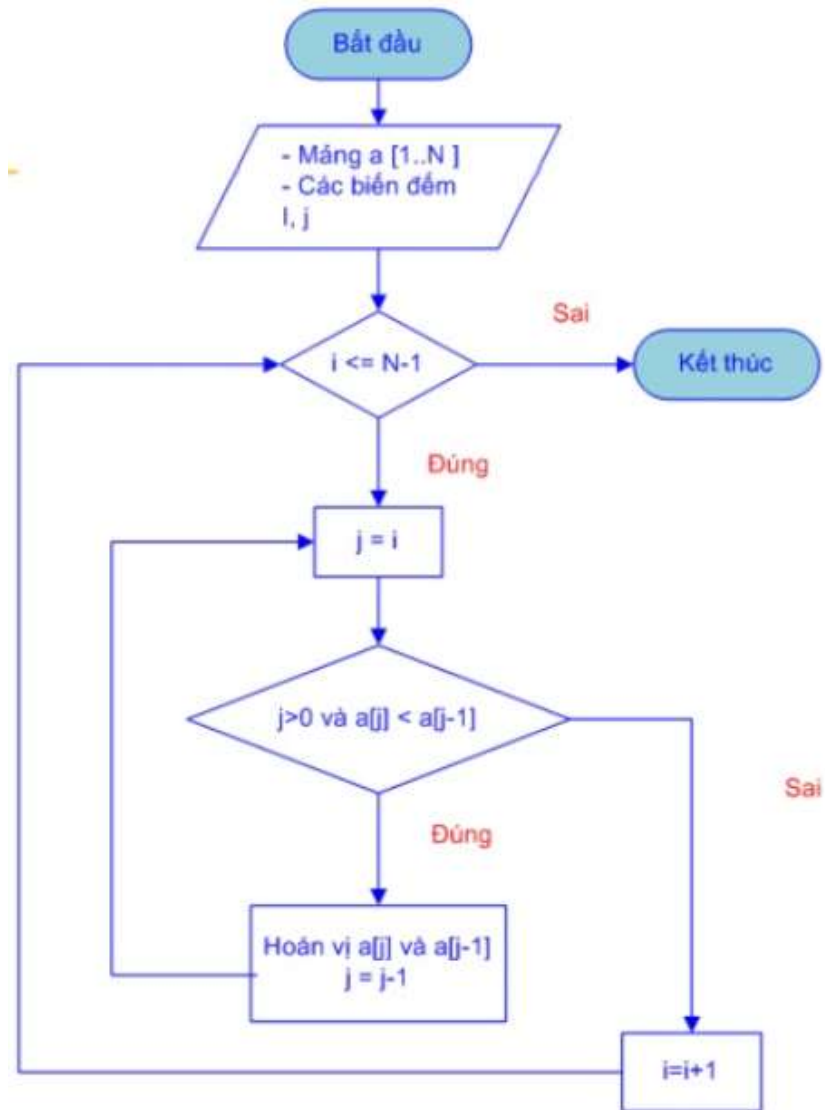 Bắt đầu
- Mảng a [1..N ]
- Các biến đếm
I, j
i <= N-1
Sai
Kết thúc
Đúng
j = i
j>0 và a[j] < a[j-1]
Sai
Đúng
Hoán vị a[j] và a[j-1]
j = j-1
i=i+1